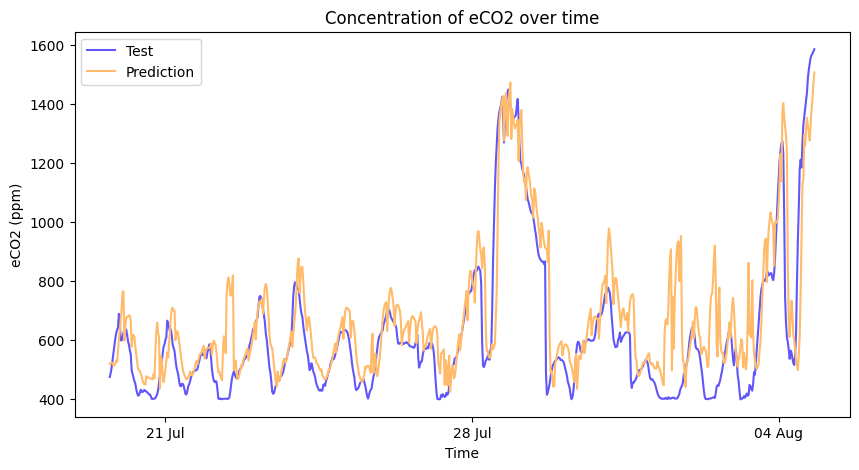 Concentration of eCO2 over time
Test
Prediction
eCO2 (ppm)
1600
1400
1200
1000
800
600
400
21 Jul
28 Jul
04 Aug
Time